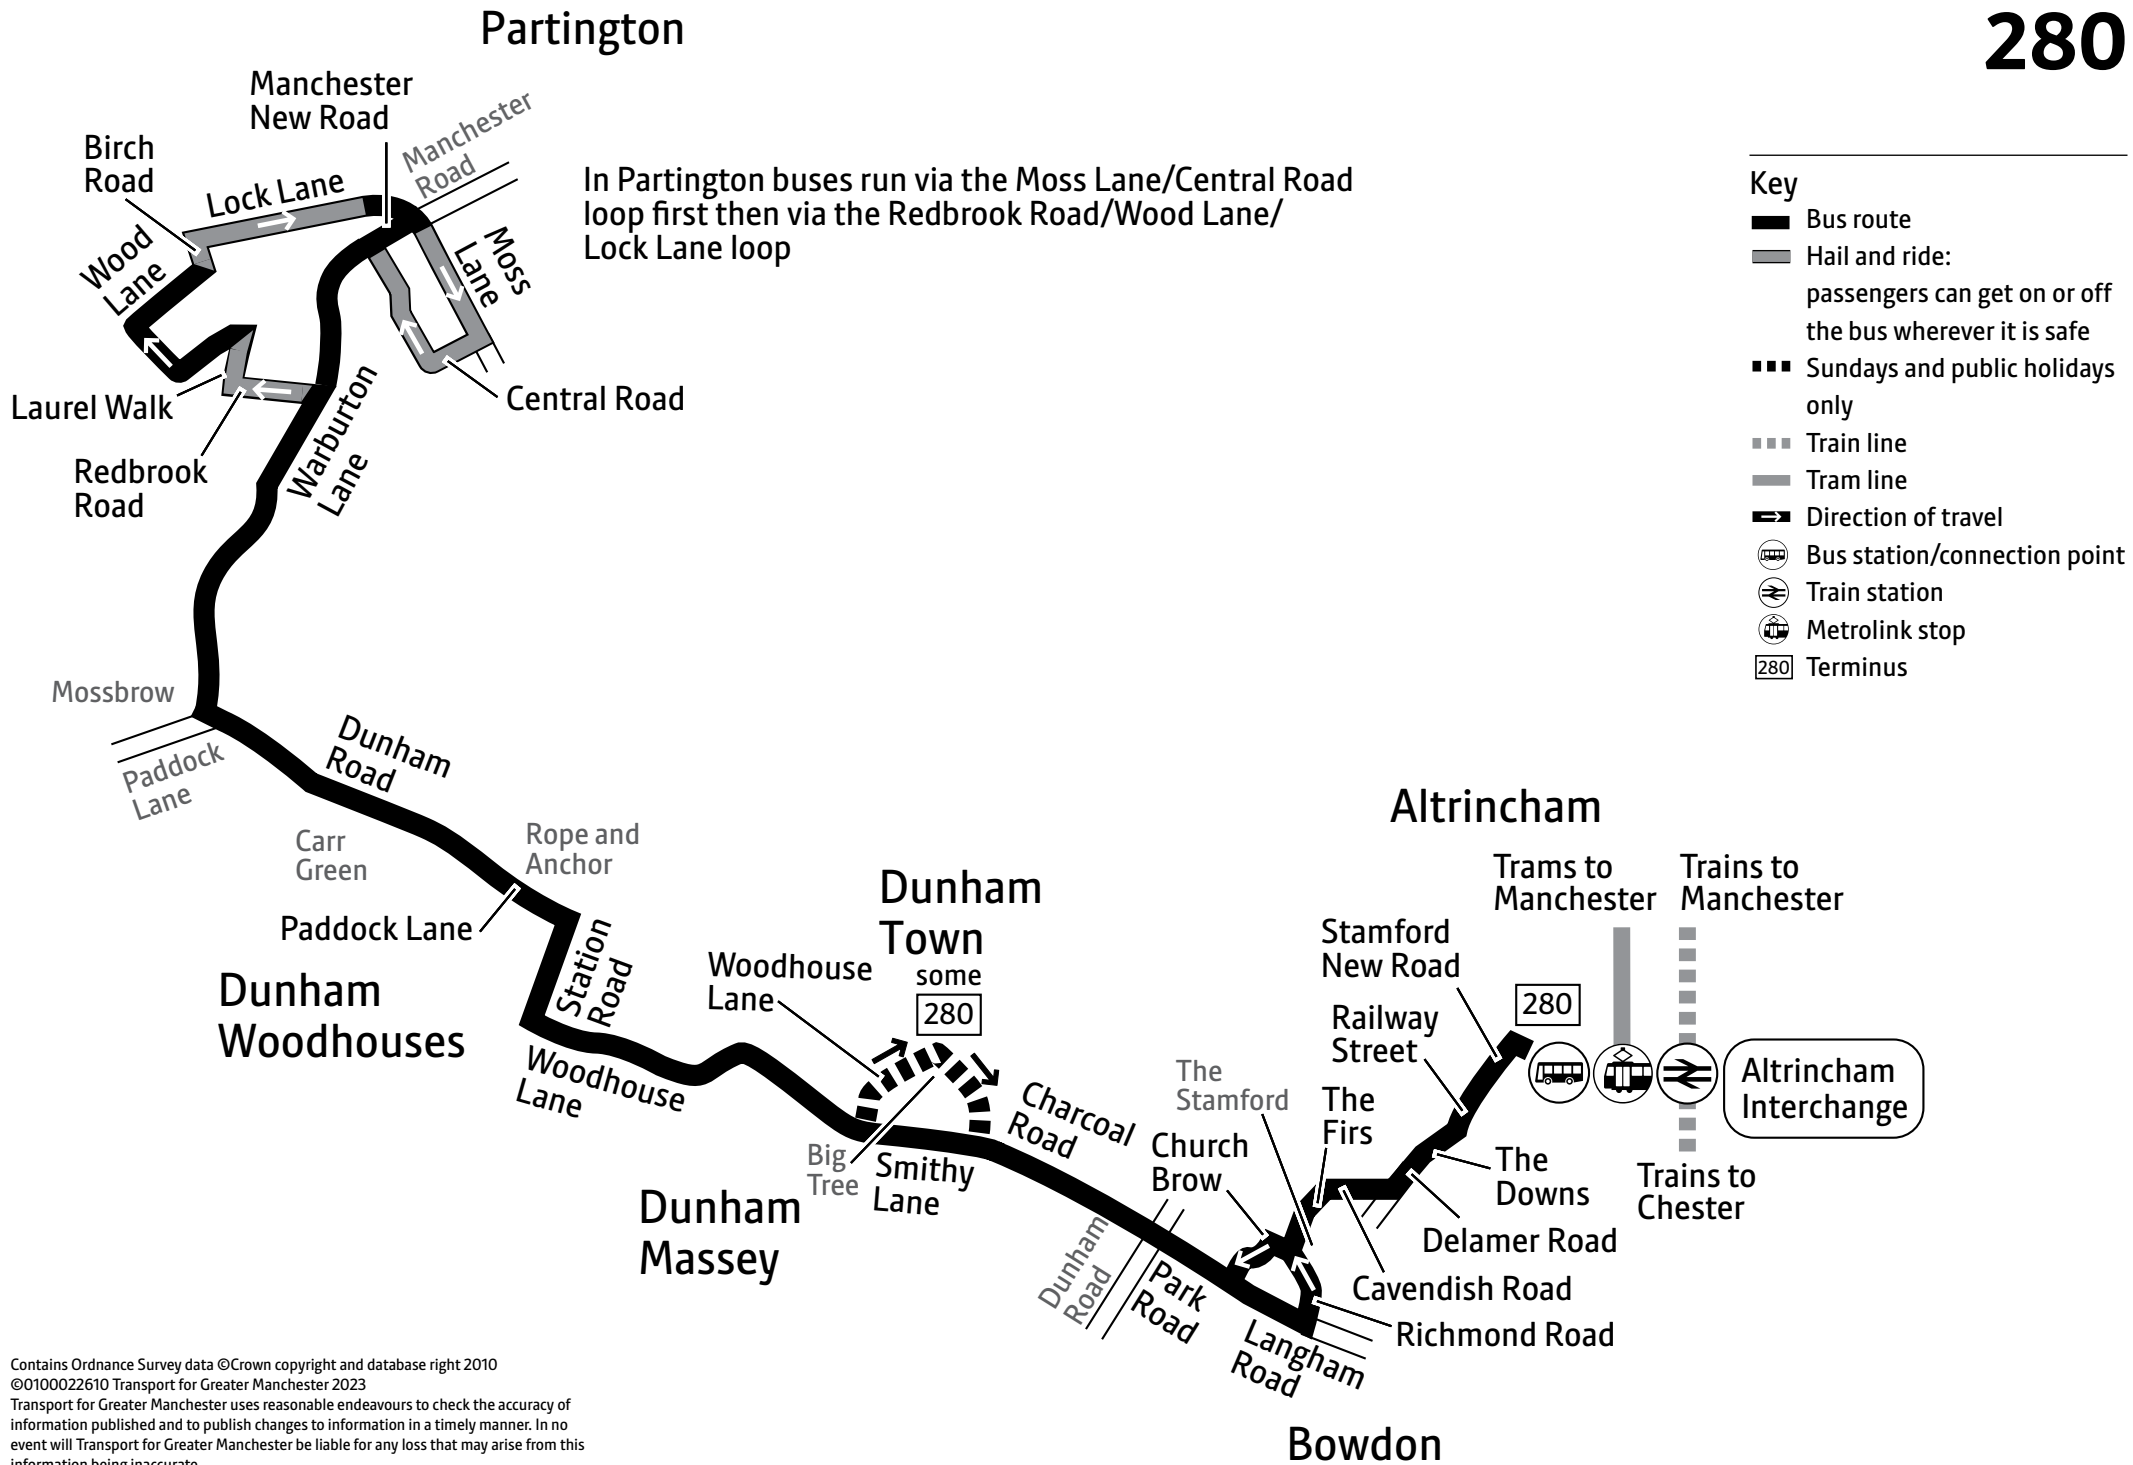 Partington
280
Manchester
New Road
Manchester
Road
Birch
Road
Lock Lane
Wood
Lane
Moss
Lane
In Partington buses run via the Moss Lane/Central Road
loop first then via the Redbrook Road/Wood Lane/
Lock Lane loop
Laurel Walk
Central Road
Redbrook
Road
Warburton
Lane
Key
Bus route
Hail and ride:
passengers can get on or off
the bus wherever it is safe
Sundays and public holidays
only
Train line
Tram line
Direction of travel
Bus station/connection point
Train station
Metrolink stop
280 Terminus
Mossbrow
Paddock
Lane
Dunham
Road
Carr
Green
Rope and
Anchor
Paddock Lane
Station
Road
Dunham
Woodhouses
Woodhouse
Lane
Woodhouse
Lane
Dunham
Town
some
280
Big
Tree
Smithy
Lane
Charcoal
Road
Dunham
Massey
Dunham
Road
Park
Road
The
Stamford
Church
Brow
The
Firs
Langham
Road
Bowdon
Richmond Road
Cavendish Road
Delamer Road
The
Downs
Railway
Street
Stamford
New Road
Altrincham
280
Trams to
Manchester
Trains to
Manchester
Altrincham
Interchange
Trains to
Chester
Contains Ordnance Survey data ©Crown copyright and database right 2010
©0100022610 Transport for Greater Manchester 2023
Transport for Greater Manchester uses reasonable endeavours to check the accuracy of
information published and to publish changes to information in a timely manner. In no
event will Transport for Greater Manchester be liable for any loss that may arise from this
information being inaccurate